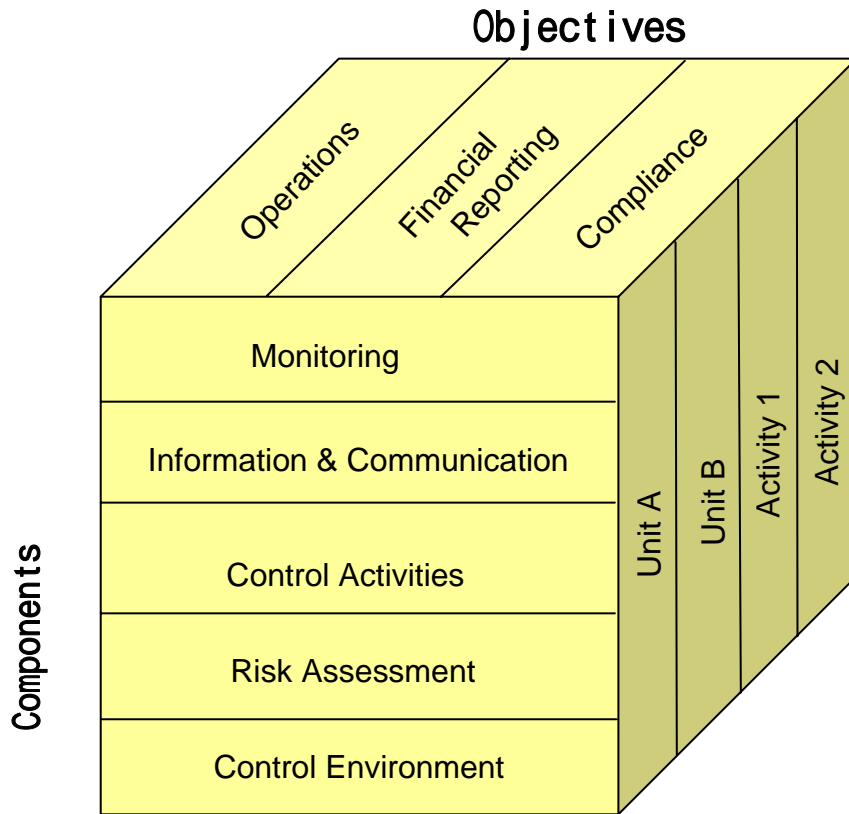 Objectives
Operations
Financial
Reporting
Compliance
Monitoring
Information & Communication
Control Activities
Risk Assessment
Control Environment
Unit A
Unit B
Activity 1
Activity 2
Components